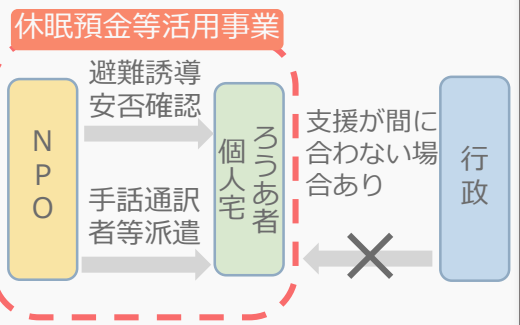 休眠預金等活用事業
NPO
避難誘導
安否確認
手話通訳
者等派遣
ろうあ者
個人宅
支援が間に
合わない場
合あり
行政